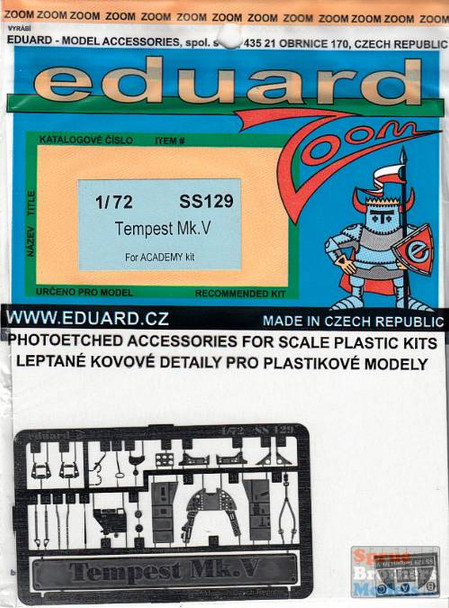 ZOOM ZOOM ZOOM ZOOM ZOOM ZOOM ZOOM ZOOM ZOOM ZOOM ZOOM
VYRÁBÍ
EDUARD - MODEL ACCESSORIES, spol. s 435 21 OBRNICE 170, CZECH REPUBLIC
eduard
Zoom
KATALOGOVÉ ČÍSLO ITEM #
NÁZEV TITLE
1/72 SS129
Tempest Mk.V
For ACADEMY kit
URČENO PRO MODEL RECOMMENDED KIT
e
WWW.EDUARD.CZ MADE IN CZECH REPUBLIC
PHOTOETCHED ACCESSORIES FOR SCALE PLASTIC KITS
LEPTANÉ KOVOVÉ DETAILY PRO PLASTIKOVÉ MODELY
eduard 1/72 SS 129
Tempest Mk.V